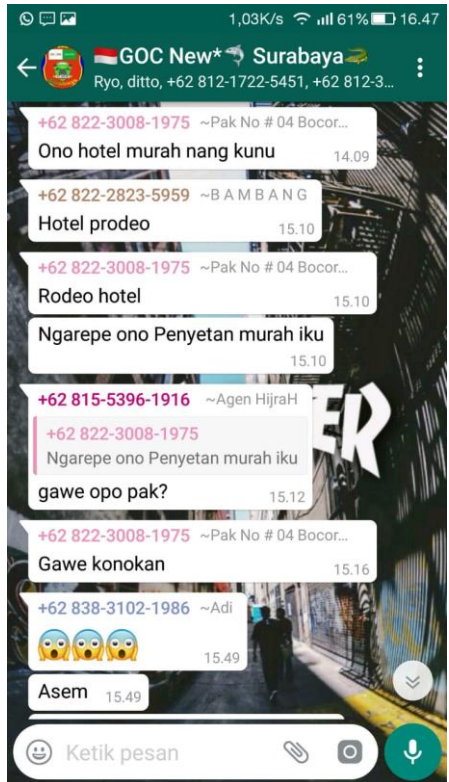 1,03K/s 61% 16.47
GOC New* Surabaya
Ryo, ditto, +62 812-1722-5451, +62 812-3...
+62 822-3008-1975 ~Pak No # 04 Bocor...
Ono hotel murah nang kunu 14.09
+62 822-2823-5959 ~B A M B A N G
Hotel prodeo 15.10
+62 822-3008-1975 ~Pak No # 04 Bocor...
Rodeo hotel 15.10
Ngarepe ono Penyetan murah iku
15.10
+62 815-5396-1916 ~Agen HijraH
+62 822-3008-1975
Ngarepe ono Penyetan murah iku
gawe opo pak? 15.12
+62 822-3008-1975 ~Pak No # 04 Bocor...
Gawe konokan 15.16
+62 838-3102-1986 ~Adi
😱😱😱 15.49
Asem 15.49
Ketik pesan